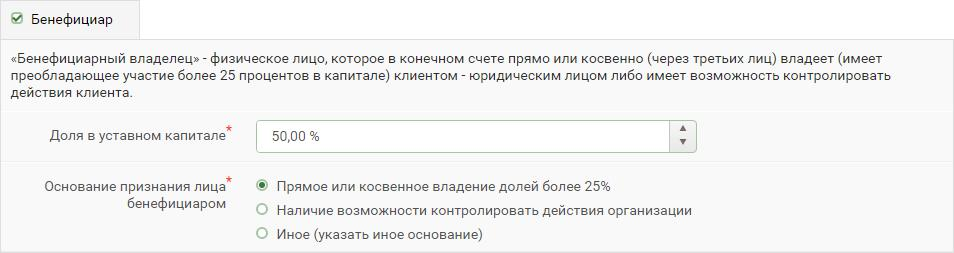 Бенефициар
«Бенефициарный владелец» - физическое лицо, которое в конечном счете прямо или косвенно (через третьих лиц) владеет (имеет
преобладающее участие более 25 процентов в капитале) клиентом - юридическим лицом либо имеет возможность контролировать
действия клиента.
Доля в уставном капитале* 50,00 %
Основание признания лица*
бенефициаром
Прямое или косвенное владение долей более 25%
Наличие возможности контролировать действия организации
Иное (указать иное основание)